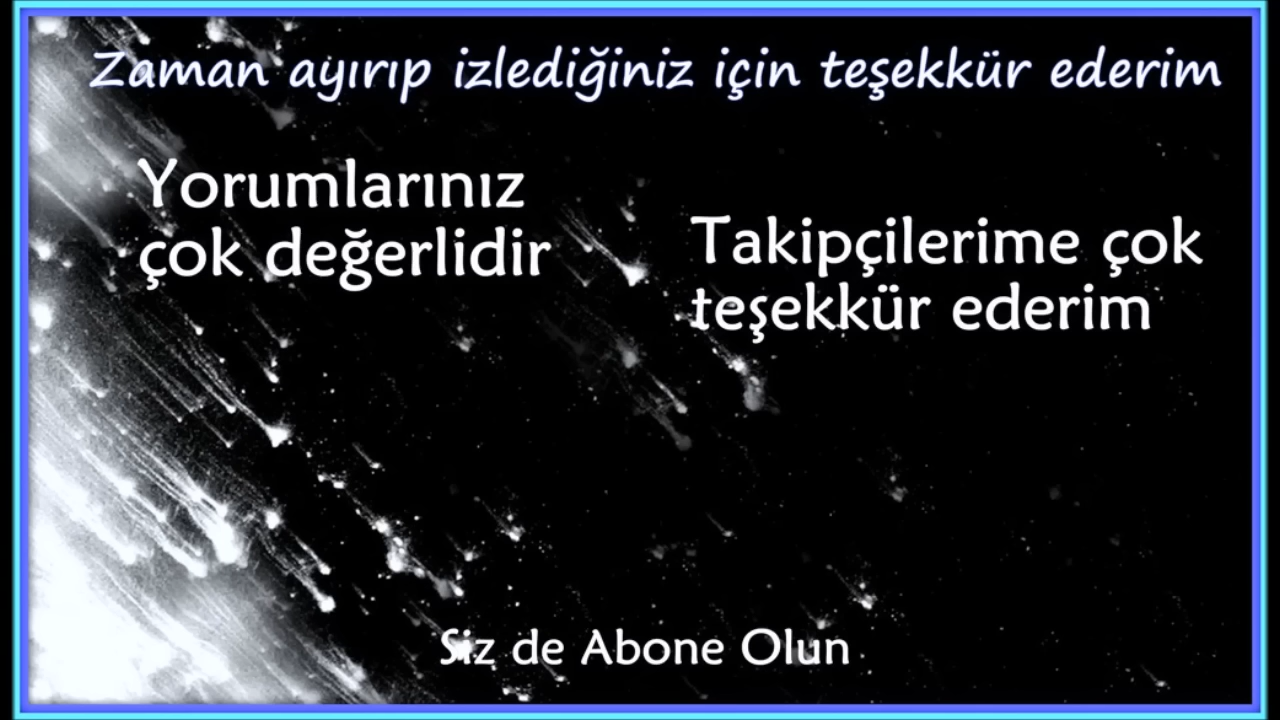 Zaman ayırıp izlediğiniz için teşekkür ederim
Yorumlarınız
çok değerlidir
Takipçilerime çok
teşekkür ederim
Siz de Abone Olun